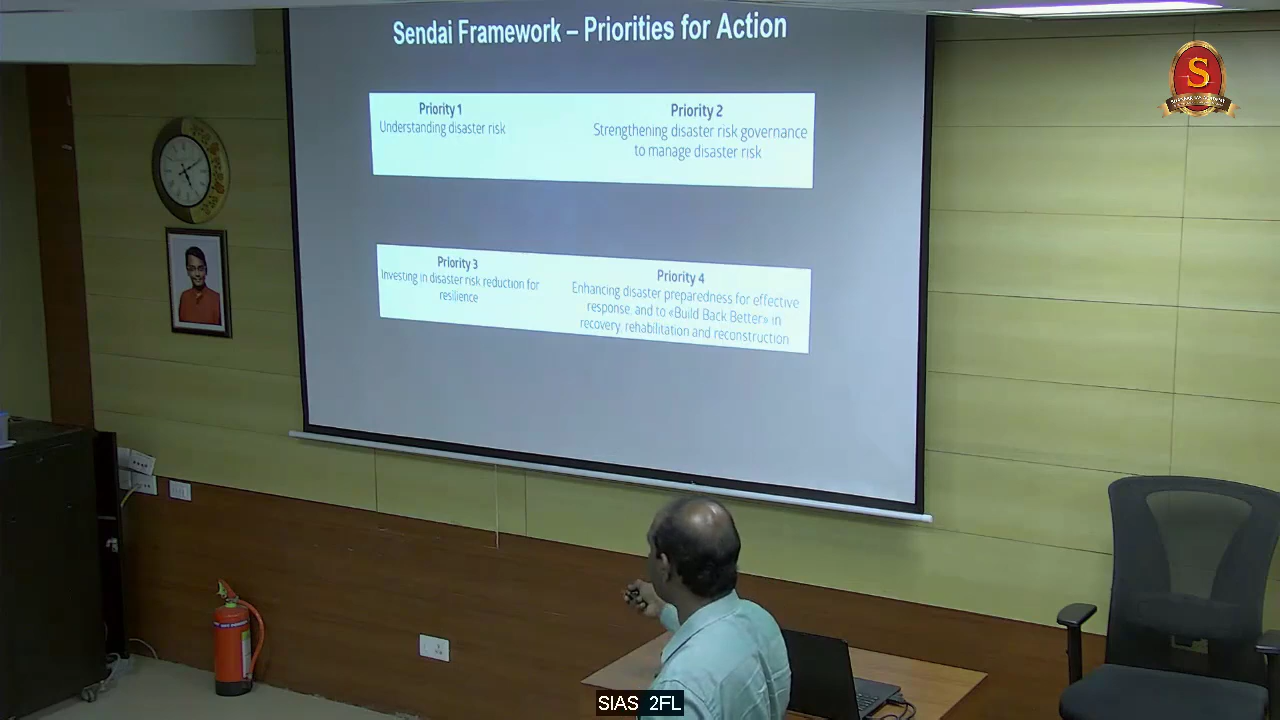 Sendai Framework – Priorities for Action
Priority 1
Understanding disaster risk
Priority 2
Strengthening disaster risk governance
to manage disaster risk
Priority 3
Investing in disaster risk reduction for
resilience
Priority 4
Enhancing disaster preparedness for effective
response, and to «Build Back Better» in
recovery, rehabilitation and reconstruction
S
SIAS 2FL